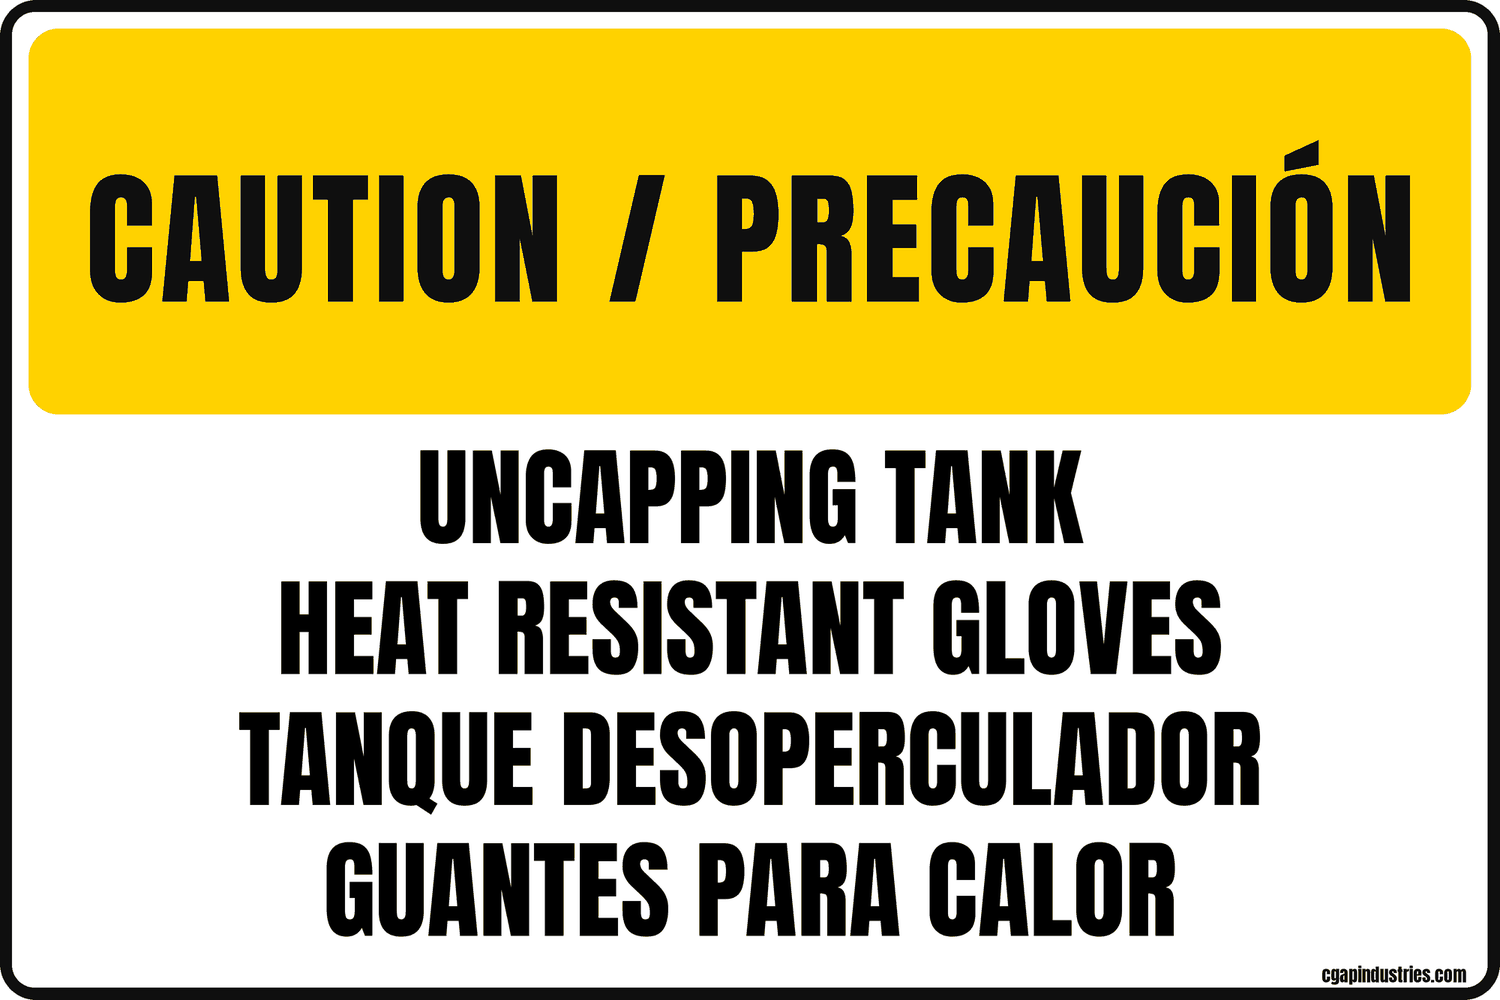 CAUTION / PRECAUCIÓN
UNCAPPING TANK
HEAT RESISTANT GLOVES
TANQUE DESOPERCULADOR
GUANTES PARA CALOR
cgapindustries.com